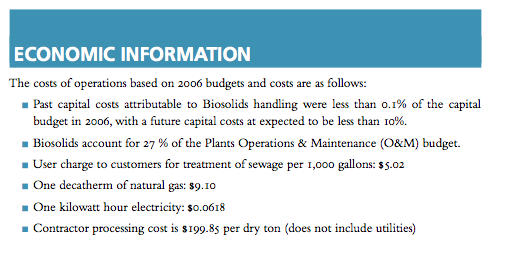 ECONOMIC INFORMATION
The costs of operations based on 2006 budgets and costs are as follows:
Past capital costs attributable to Biosolids handling were less than 0.1% of the capital
budget in 2006, with a future capital costs at expected to be less than 10%.
Biosolids account for 27 % of the Plants Operations & Maintenance (O&M) budget.
User charge to customers for treatment of sewage per 1,000 gallons: $5.02
One decatherm of natural gas: $9.10
One kilowatt hour electricity: $0.0618
Contractor processing cost is $199.85 per dry ton (does not include utilities)